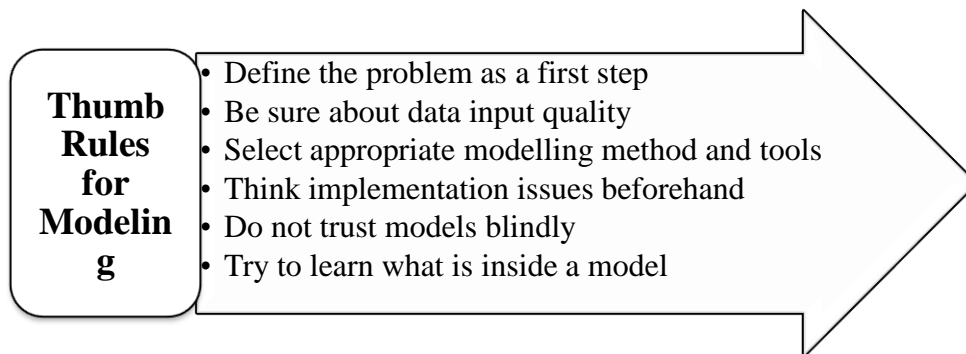 Thumb
Rules
for
Modelin
g
• Define the problem as a first step
• Be sure about data input quality
• Select appropriate modelling method and tools
• Think implementation issues beforehand
• Do not trust models blindly
• Try to learn what is inside a model